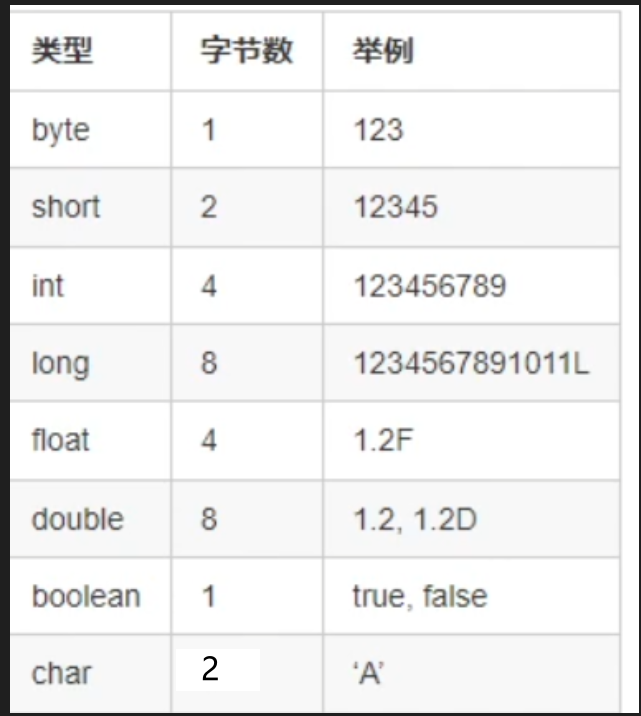 类型 字节数 举例
byte 1 123
short 2 12345
int 4 123456789
long 8 1234567891011L
float 4 1.2F
double 8 1.2, 1.2D
boolean 1 true, false
char 2 ‘A’